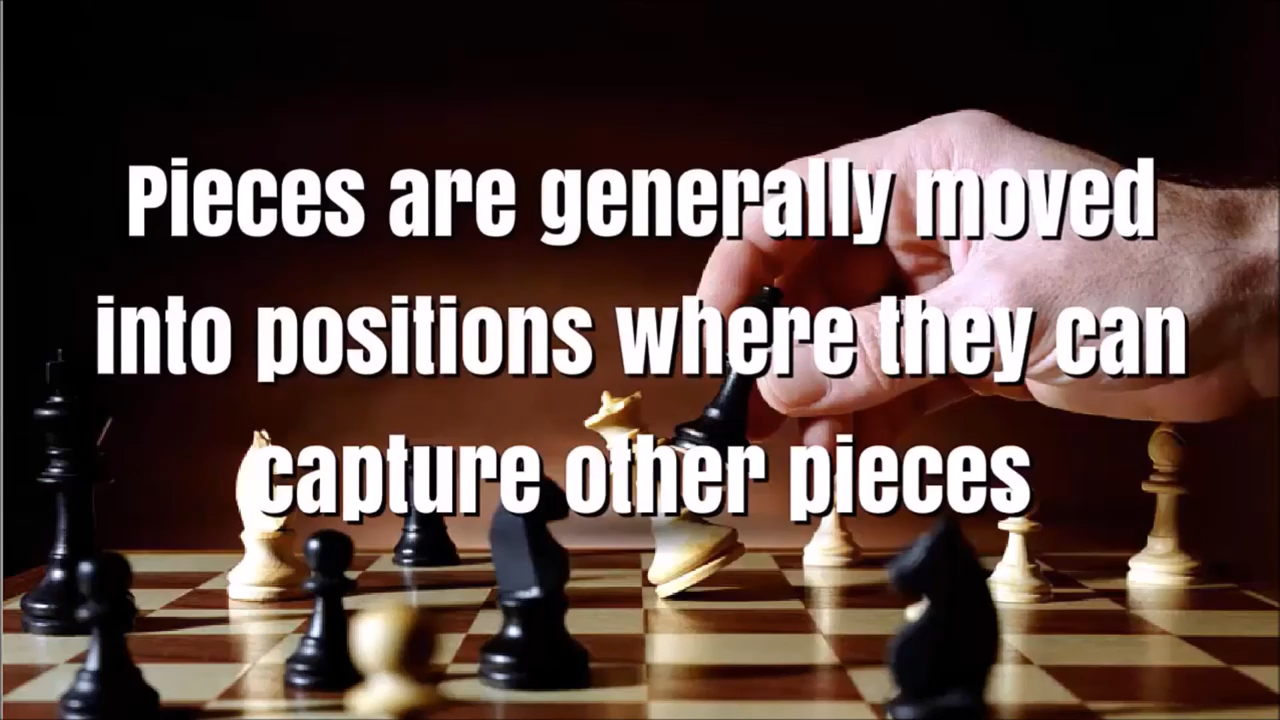 Pieces are generally moved
into positions where they can
capture other pieces